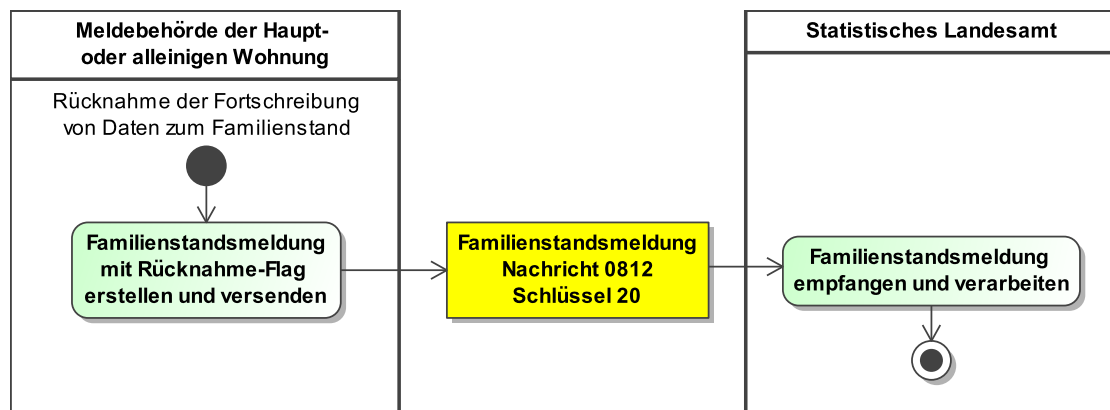 Meldebehörde der Haupt-
oder alleinigen Wohnung
Statistisches Landesamt
Rücknahme der Fortschreibung
von Daten zum Familienstand
Familienstandsmeldung
mit Rücknahme-Flag
erstellen und versenden
Familienstandsmeldung
Nachricht 0812
Schlüssel 20
Familienstandsmeldung
empfangen und verarbeiten